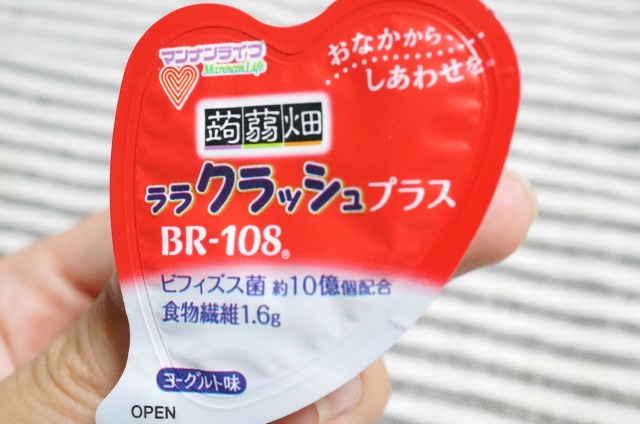 マンナンライフ
MannanLife
おなかから、
しあわせを。
蒟蒻畑
ララクラッシュプラス
BR-108®
ビフィズス菌 約10億個配合
食物繊維1.6g
ヨーグルト味
OPEN